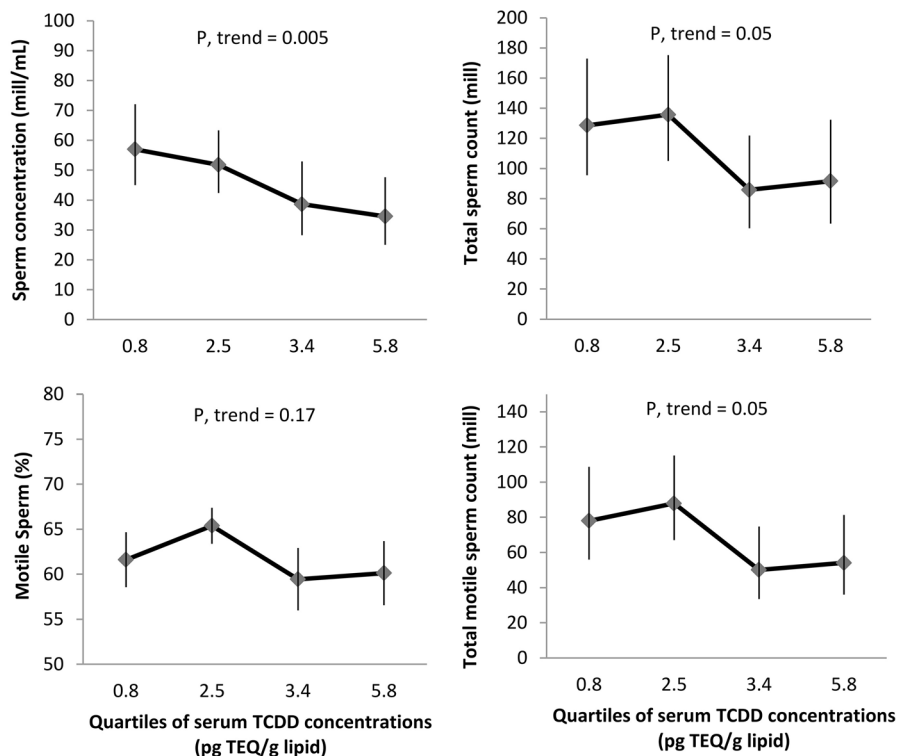 Sperm concentration (mill/mL)
100
90
80
70
60
50
40
30
20
10
0
P, trend = 0.005
0.8 2.5 3.4 5.8
Total sperm count (mill)
200
180
160
140
120
100
80
60
40
20
0
P, trend = 0.05
0.8 2.5 3.4 5.8
Motile Sperm (%)
80
75
70
65
60
55
50
P, trend = 0.17
0.8 2.5 3.4 5.8
Quartiles of serum TCDD concentrations
(pg TEQ/g lipid)
Total motile sperm count (mill)
140
120
100
80
60
40
20
0
P, trend = 0.05
0.8 2.5 3.4 5.8
Quartiles of serum TCDD concentrations
(pg TEQ/g lipid)